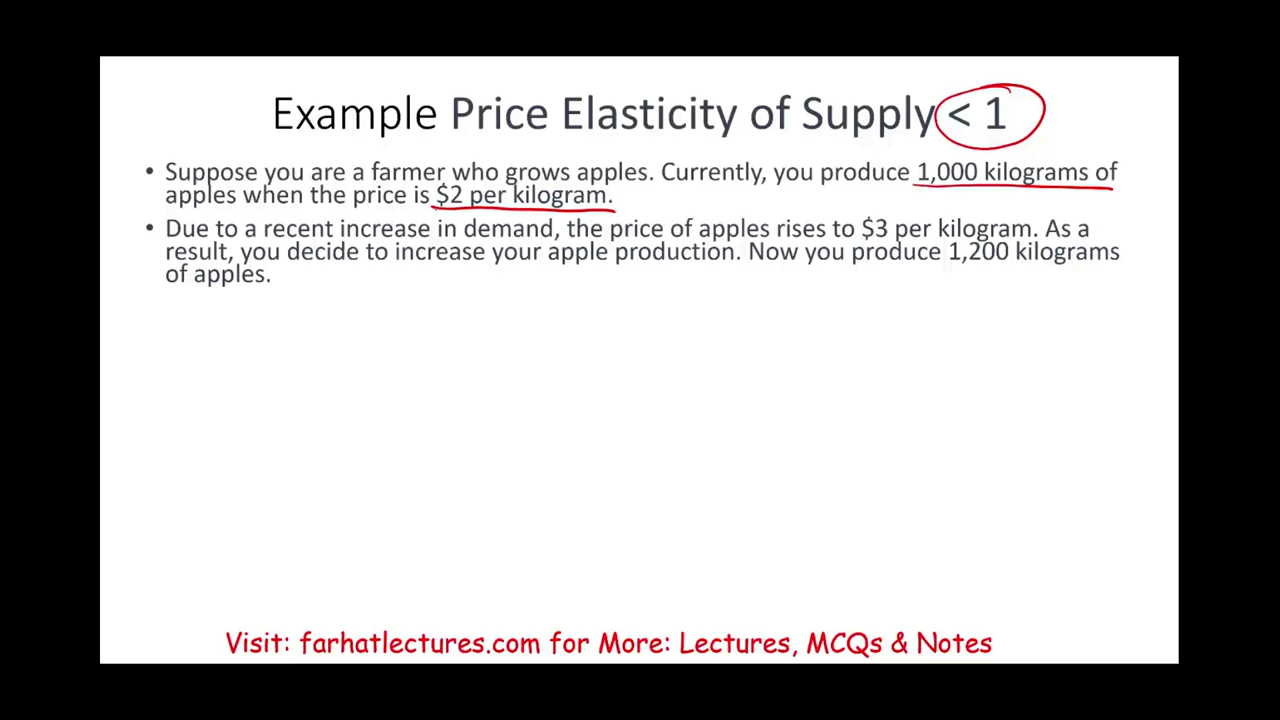 Example Price Elasticity of Supply < 1
• Suppose you are a farmer who grows apples. Currently, you produce 1,000 kilograms of
apples when the price is $2 per kilogram.
• Due to a recent increase in demand, the price of apples rises to $3 per kilogram. As a
result, you decide to increase your apple production. Now you produce 1,200 kilograms
of apples.
Visit: farhatlectures.com for More: Lectures, MCQs & Notes